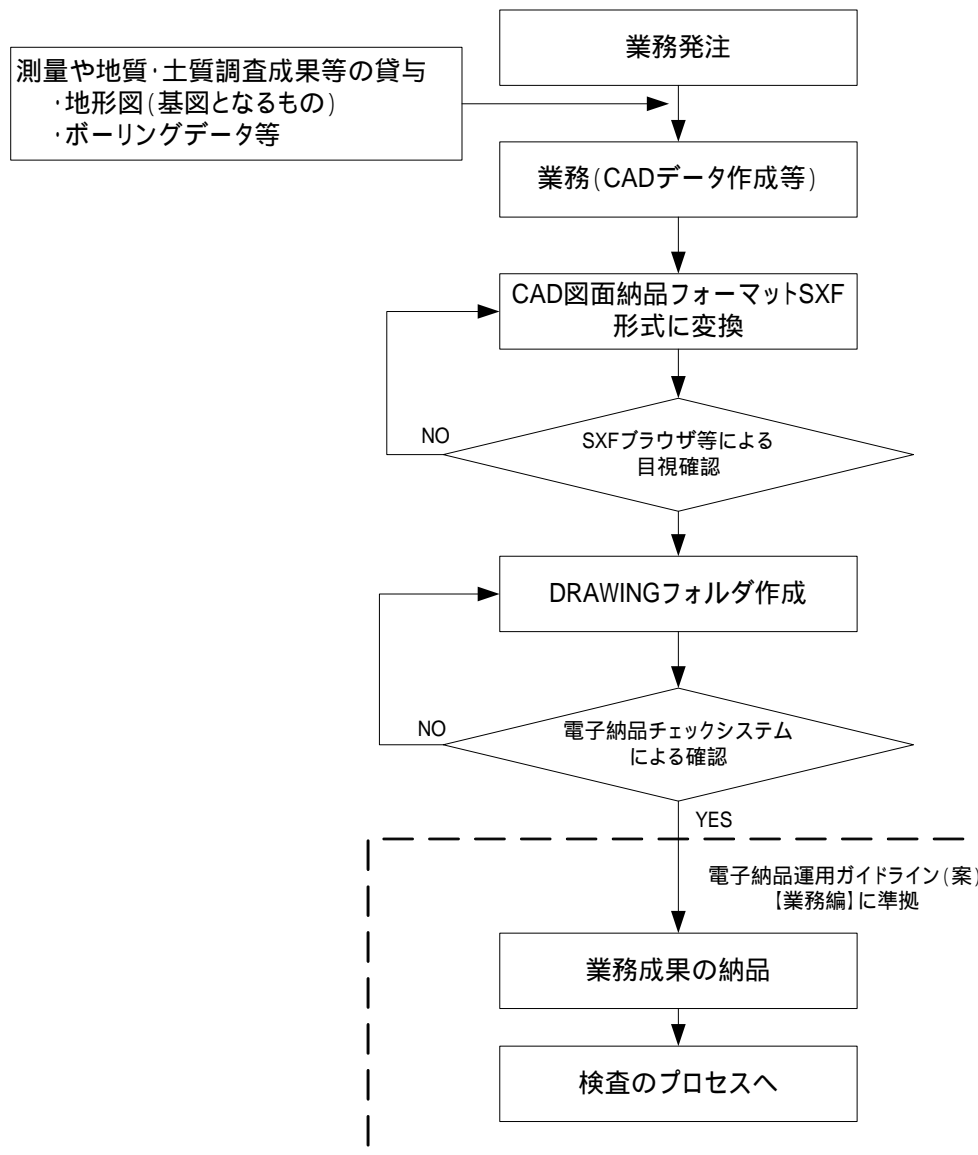 業務発注
測量や地質・土質調査成果等の貸与
・地形図(基図となるもの)
・ボーリングデータ等
業務(CADデータ作成等)
CAD図面納品フォーマットSXF
形式に変換
NO
SXFブラウザ等による
目視確認
DRAWINGフォルダ作成
NO
電子納品チェックシステム
による確認
YES
電子納品運用ガイドライン(案)
【業務編】に準拠
業務成果の納品
検査のプロセスへ